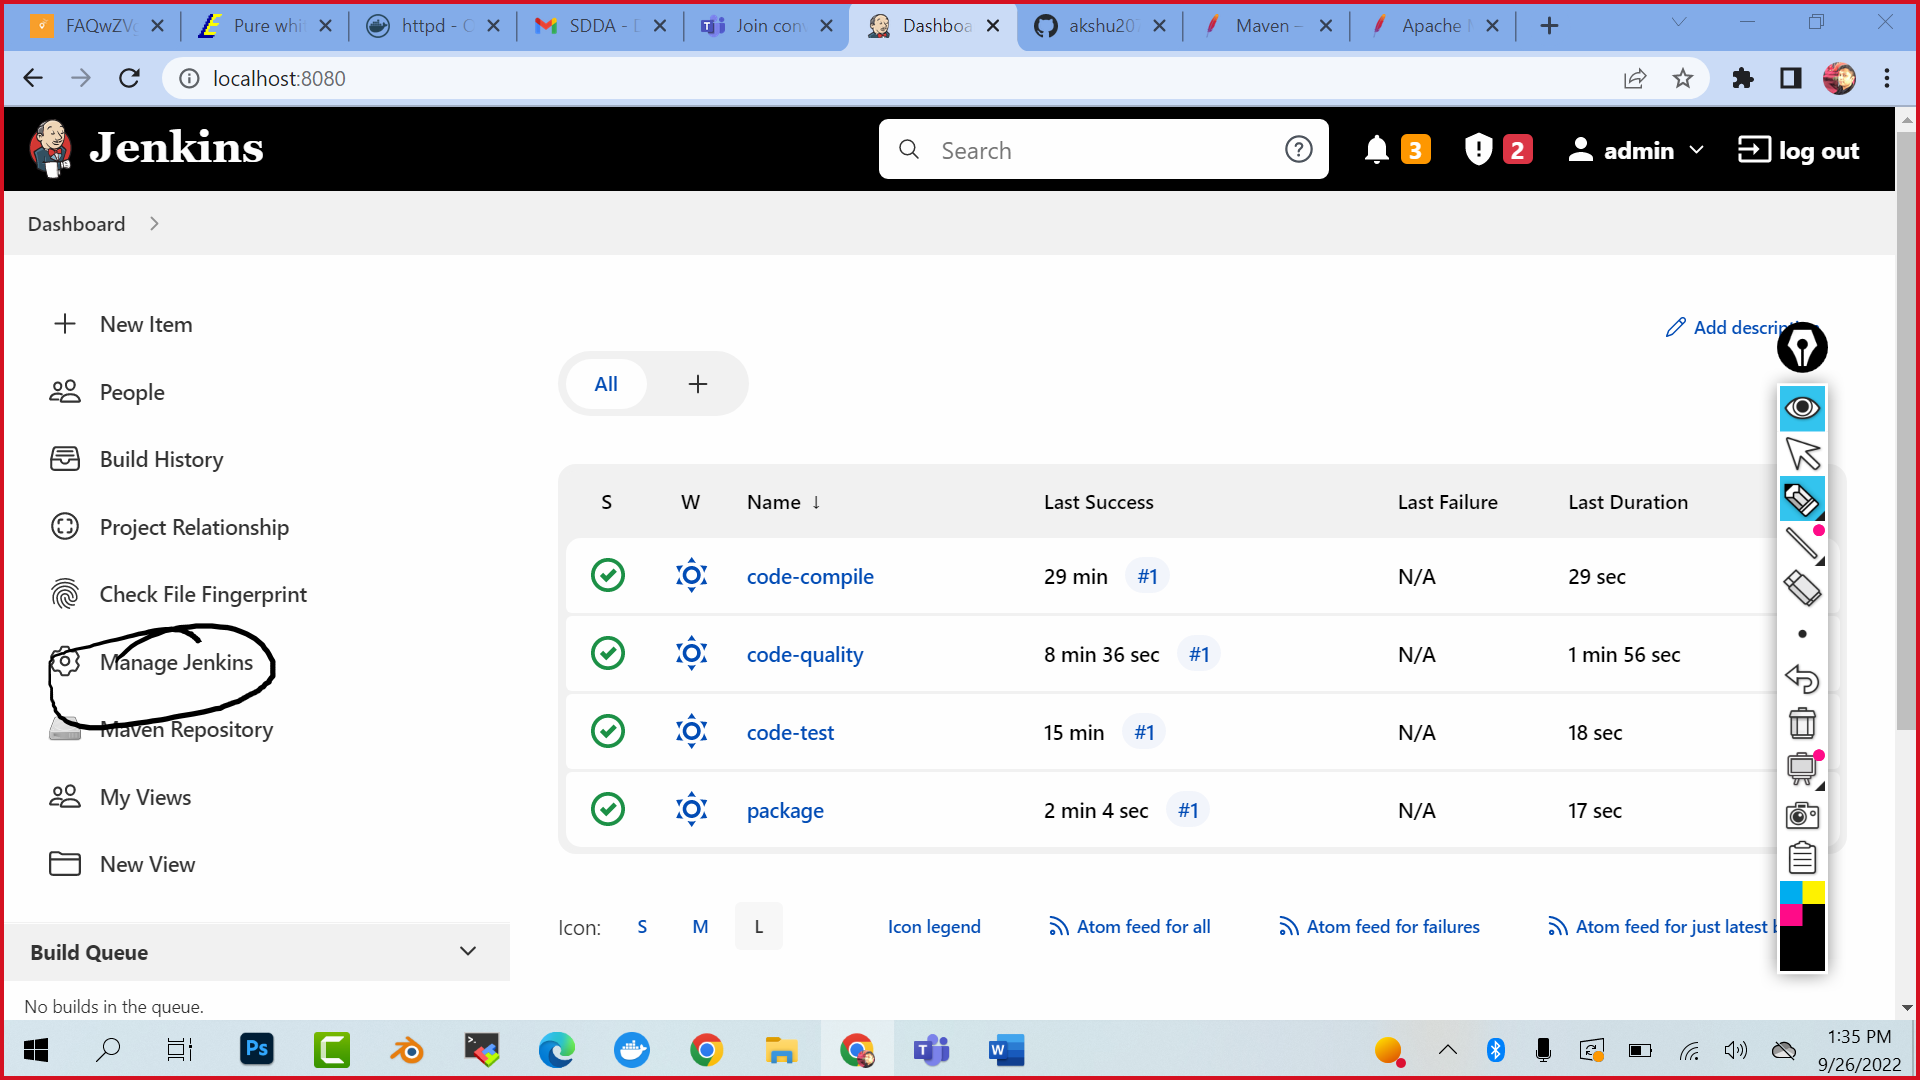 FAQwZV
Pure whi
httpd -
SDDA -
Join con
Dashboa
akshu207
Maven –
Apache
localhost:8080
Jenkins
Search
3
2
admin
log out
Dashboard
New Item
People
Build History
Project Relationship
Check File Fingerprint
Manage Jenkins
Maven Repository
My Views
New View
Build Queue
No builds in the queue.
Add descript
All
S W Name ↓ Last Success Last Failure Last Duration
code-compile 29 min #1 N/A 29 sec
code-quality 8 min 36 sec #1 N/A 1 min 56 sec
code-test 15 min #1 N/A 18 sec
package 2 min 4 sec #1 N/A 17 sec
Icon: S M L
Icon legend
Atom feed for all
Atom feed for failures
Atom feed for just latest
Ps
1:35 PM
9/26/2022